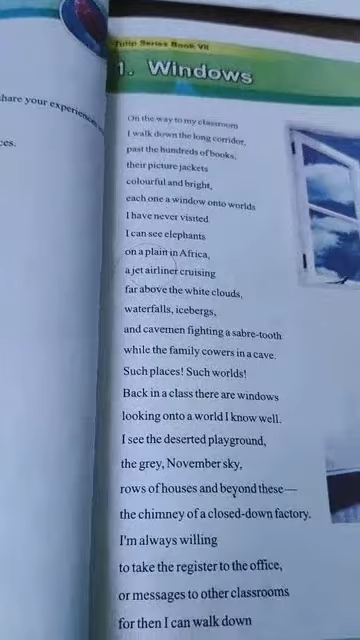 Tulip Series Book VII
1. Windows
share your experiences
ces.
On the way to my classroom
I walk down the long corridor,
past the hundreds of books,
their picture jackets
colourful and bright,
each one a window onto worlds
I have never visited.
I can see elephants
on a plain in Africa,
a jet airliner cruising
far above the white clouds,
waterfalls, icebergs,
and cavemen fighting a sabre-tooth
while the family cowers in a cave.
Such places! Such worlds!
Back in a class there are windows
looking onto a world I know well.
I see the deserted playground,
the grey, November sky,
rows of houses and beyond these—
the chimney of a closed-down factory.
I'm always willing
to take the register to the office,
or messages to other classrooms
for then I can walk down